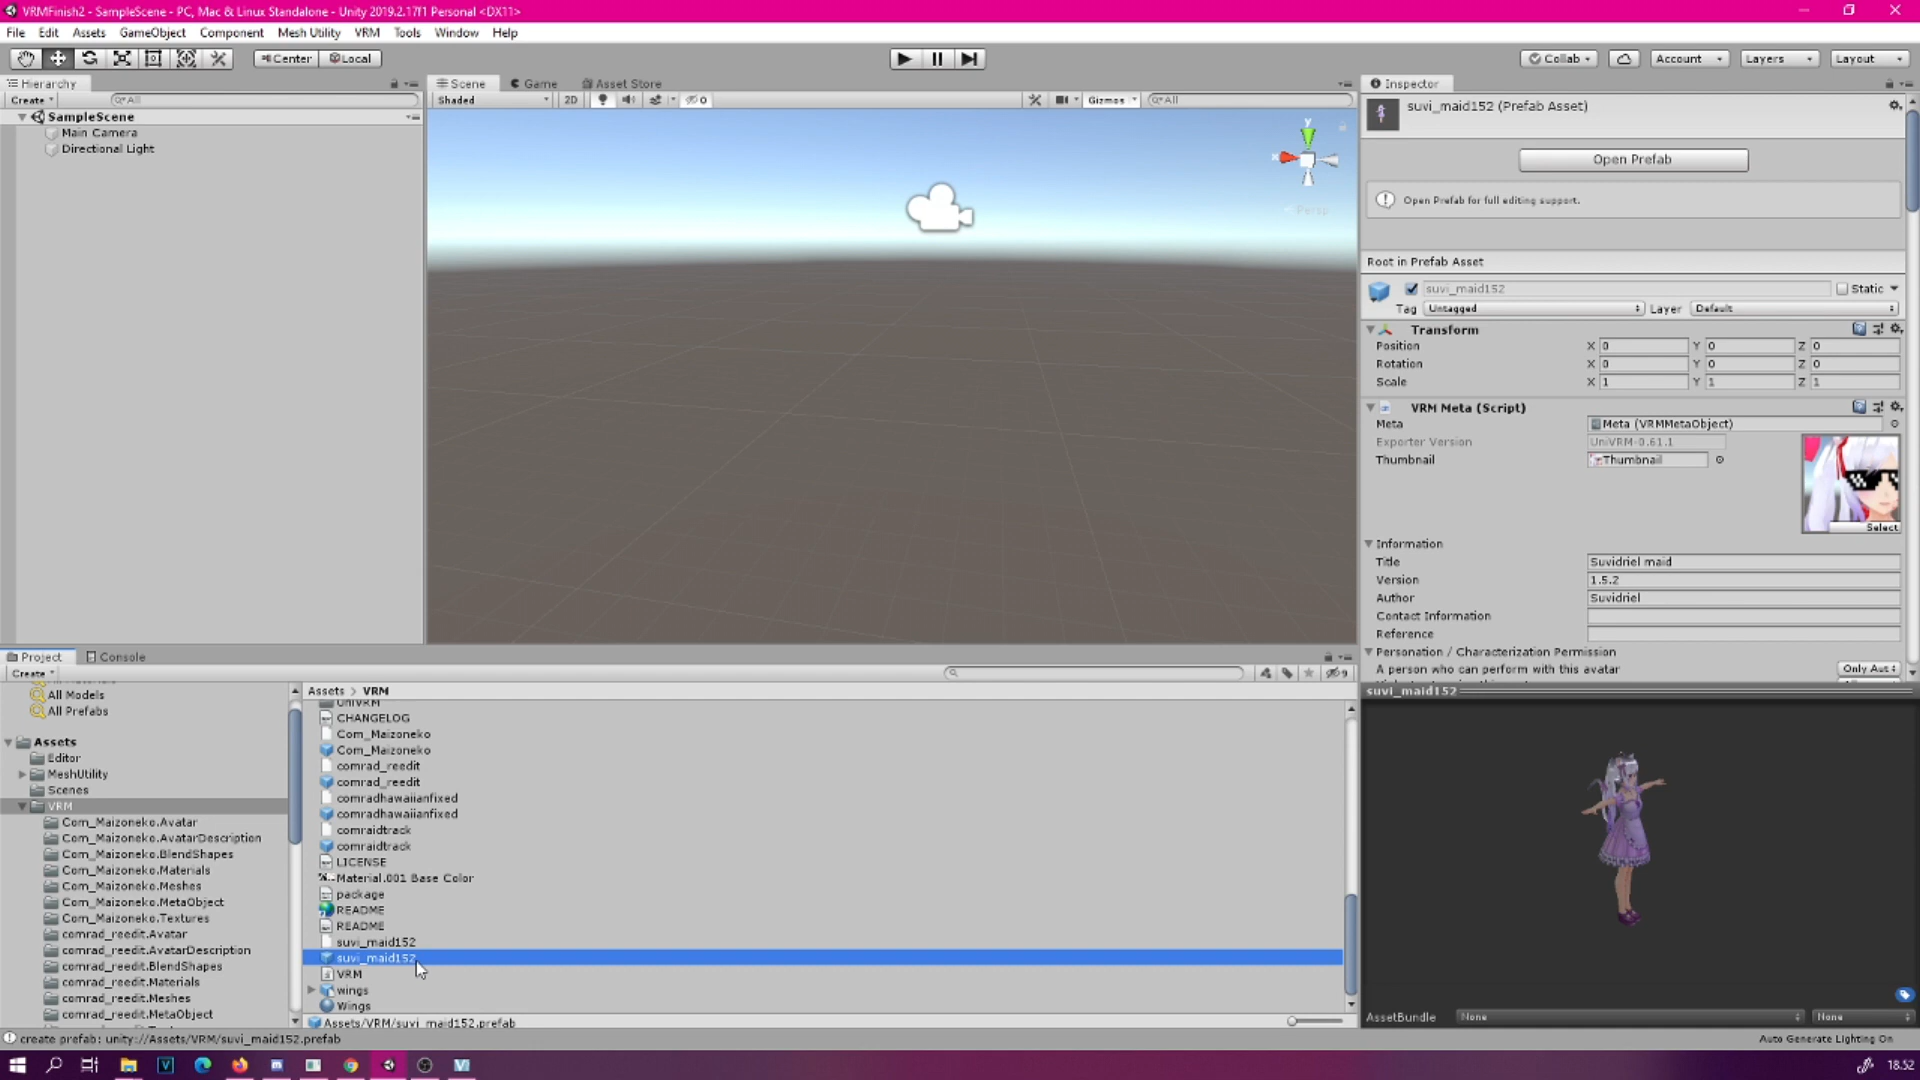 VRMFinish2 - SampleScene - PC, Mac & Linux Standalone - Unity 2019.2.17f1 Personal <DX11>
File Edit Assets GameObject Component Mesh Utility VRM Tools Window Help
Center Local
Collab Account Layers Layout
Hierarchy
Create All
SampleScene
Main Camera
Directional Light
Scene Game Asset Store
Shaded 2D 0 Gizmos All
y
x
Persp
Inspector
suvi_maid152 (Prefab Asset)
Open Prefab
Open Prefab for full editing support.
Root in Prefab Asset
suvi_maid152 Static
Tag Untagged Layer Default
Transform
Position X 0 Y 0 Z 0
Rotation X 0 Y 0 Z 0
Scale X 1 Y 1 Z 1
VRM Meta (Script)
Meta Meta (VRMMetaObject)
Exporter Version UniVRM-0.61.1
Thumbnail Thumbnail
Select
Information
Title Suvidriel maid
Version 1.5.2
Author Suvidriel
Contact Information
Reference
Personation / Characterization Permission
A person who can perform with this avatar Only Aut
suvi_maid152
AssetBundle None None
Auto Generate Lighting On
Project Console
Create 9
All Models
All Prefabs
Assets
Editor
MeshUtility
Scenes
VRM
Com_Maizoneko.Avatar
Com_Maizoneko.AvatarDescription
Com_Maizoneko.BlendShapes
Com_Maizoneko.Materials
Com_Maizoneko.Meshes
Com_Maizoneko.MetaObject
Com_Maizoneko.Textures
comrad_reedit.Avatar
comrad_reedit.AvatarDescription
comrad_reedit.BlendShapes
comrad_reedit.Materials
comrad_reedit.Meshes
comrad_reedit.MetaObject
Assets > VRM
UniVRM
CHANGELOG
Com_Maizoneko
Com_Maizoneko
comrad_reedit
comrad_reedit
comradhawaiianfixed
comradhawaiianfixed
comraidtrack
comraidtrack
LICENSE
Material.001 Base Color
package
README
README
suvi_maid152
suvi_maid152
VRM
wings
Wings
Assets/VRM/suvi_maid152.prefab
create prefab: unity://Assets/VRM/suvi_maid152.prefab
18.52